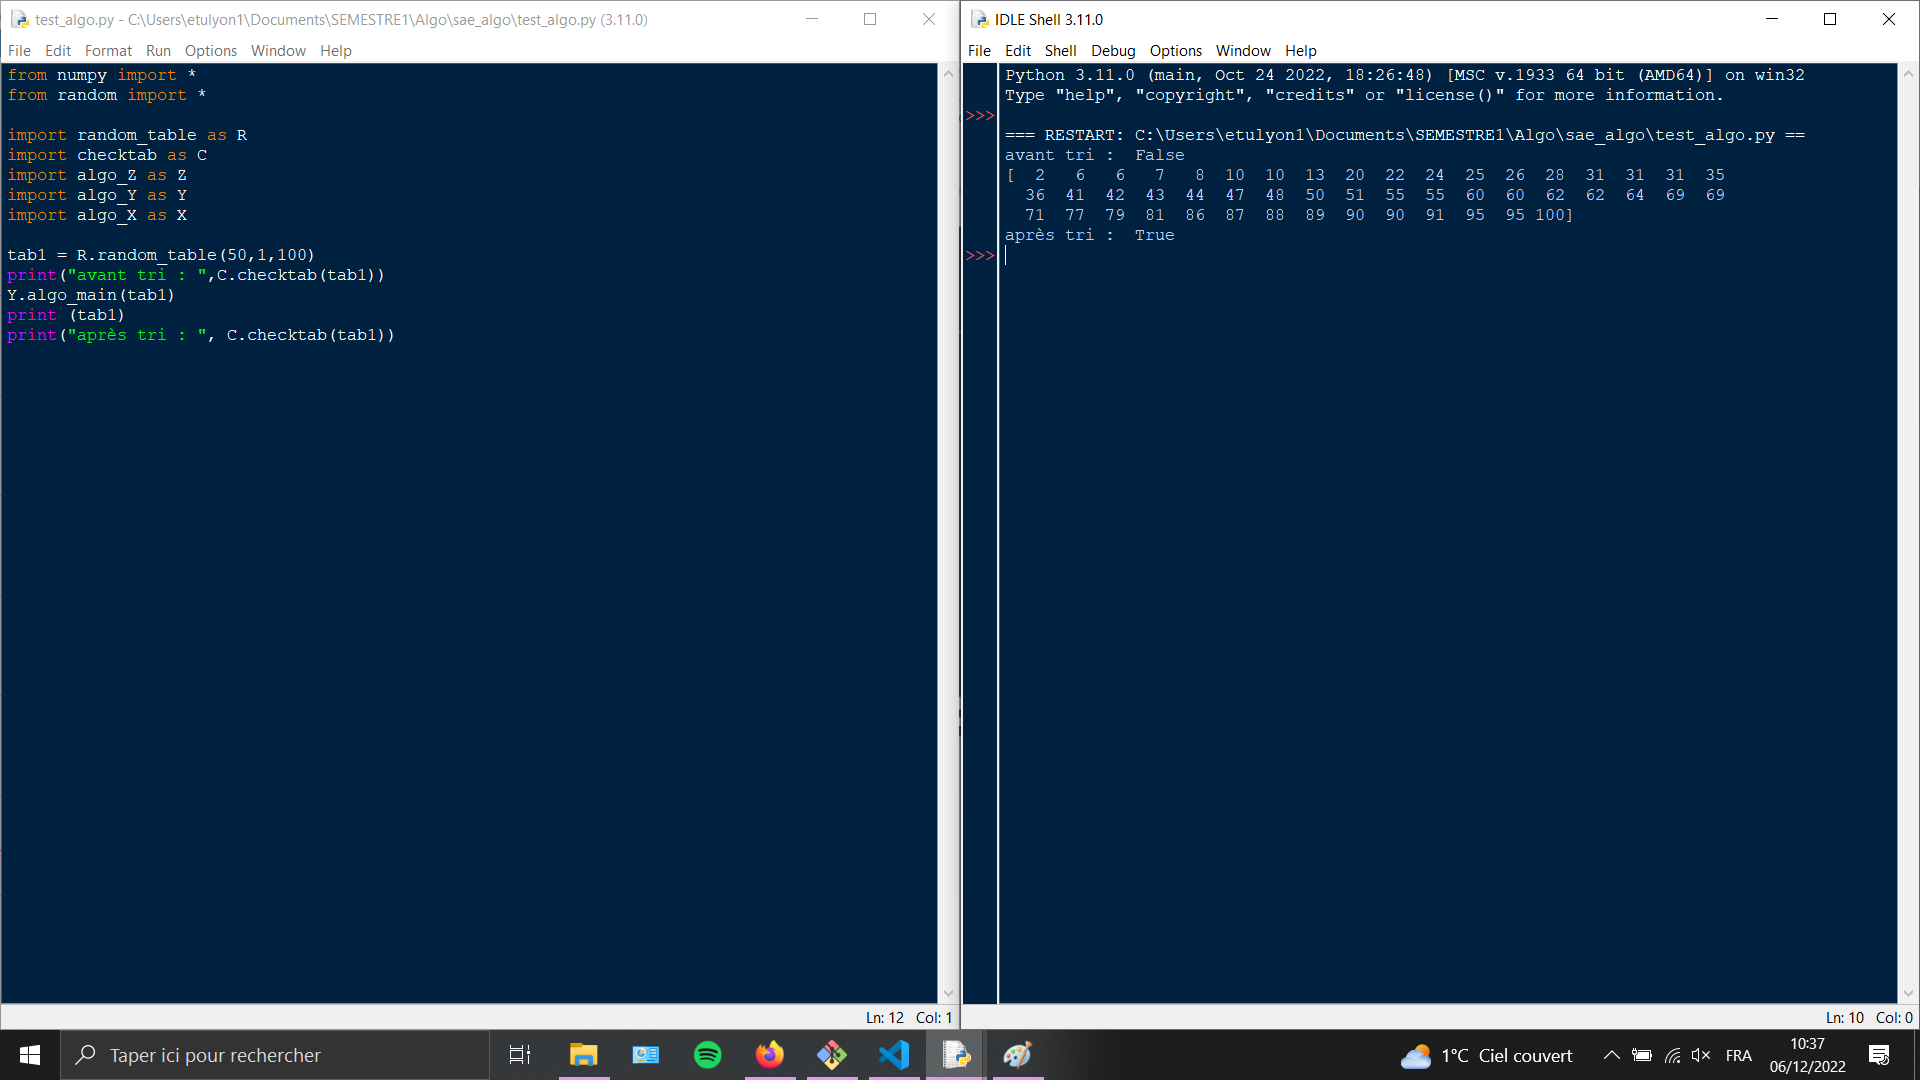 test_algo.py - C:\Users\etulyon1\Documents\SEMESTRE1\Algo\sae_algo\test_algo.py (3.11.0)
File Edit Format Run Options Window Help
from numpy import *
from random import *
import random_table as R
import checktab as C
import algo_Z as Z
import algo_Y as Y
import algo_X as X
tab1 = R.random_table(50,1,100)
print("avant tri : ",C.checktab(tab1))
Y.algo_main(tab1)
print (tab1)
print("après tri : ", C.checktab(tab1))
Ln: 12 Col: 1
IDLE Shell 3.11.0
File Edit Shell Debug Options Window Help
Python 3.11.0 (main, Oct 24 2022, 18:26:48) [MSC v.1933 64 bit (AMD64)] on win32
Type "help", "copyright", "credits" or "license()" for more information.
>>>
=== RESTART: C:\Users\etulyon1\Documents\SEMESTRE1\Algo\sae_algo\test_algo.py ==
avant tri :  False
[  2   6   6   7   8  10  10  13  20  22  24  25  26  28  31  31  31  35
  36  41  42  43  44  47  48  50  51  55  55  60  60  62  62  64  69  69
  71  77  79  81  86  87  88  89  90  90  91  95  95 100]
après tri :  True
>>>
Ln: 10 Col: 0
Taper ici pour rechercher
1°C Ciel couvert
FRA
10:37
06/12/2022